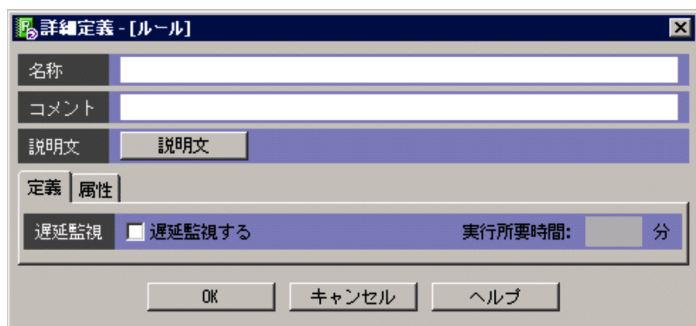 詳細定義 - [ルール]
名称
コメント
説明文 説明文
定義 属性
遅延監視 遅延監視する 実行所要時間: 分
OK キャンセル ヘルプ